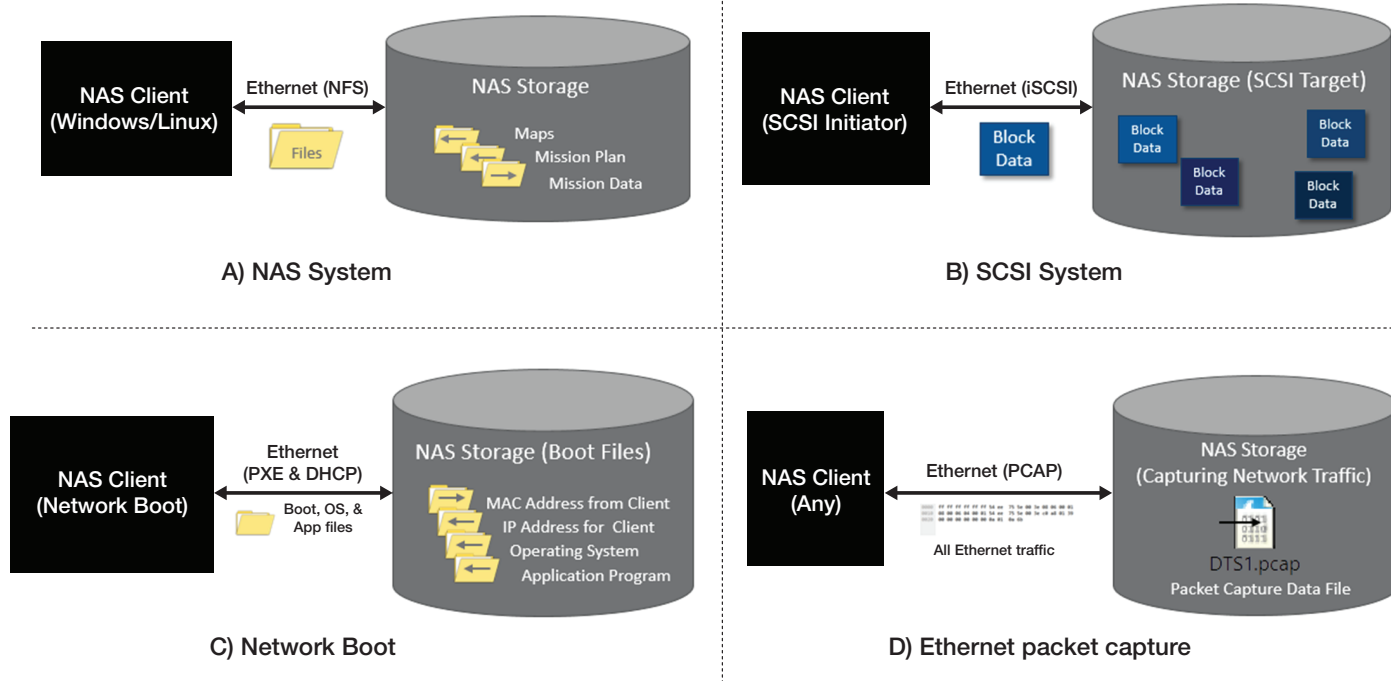 NAS Client
(Windows/Linux)
Ethernet (NFS)
Files
NAS Storage
Maps
Mission Plan
Mission Data
A) NAS System
NAS Client
(SCSI Initiator)
Ethernet (iSCSI)
Block
Data
NAS Storage (SCSI Target)
Block
Data
Block
Data
Block
Data
Block
Data
B) SCSI System
NAS Client
(Network Boot)
Ethernet
(PXE & DHCP)
Boot, OS, &
App files
NAS Storage (Boot Files)
MAC Address from Client
IP Address for Client
Operating System
Application Program
C) Network Boot
NAS Client
(Any)
Ethernet (PCAP)
All Ethernet traffic
NAS Storage
(Capturing Network Traffic)
0110
DTS1.pcap
Packet Capture Data File
D) Ethernet packet capture